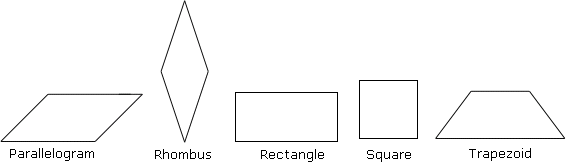 Parallelogram
Rhombus
Rectangle
Square
Trapezoid